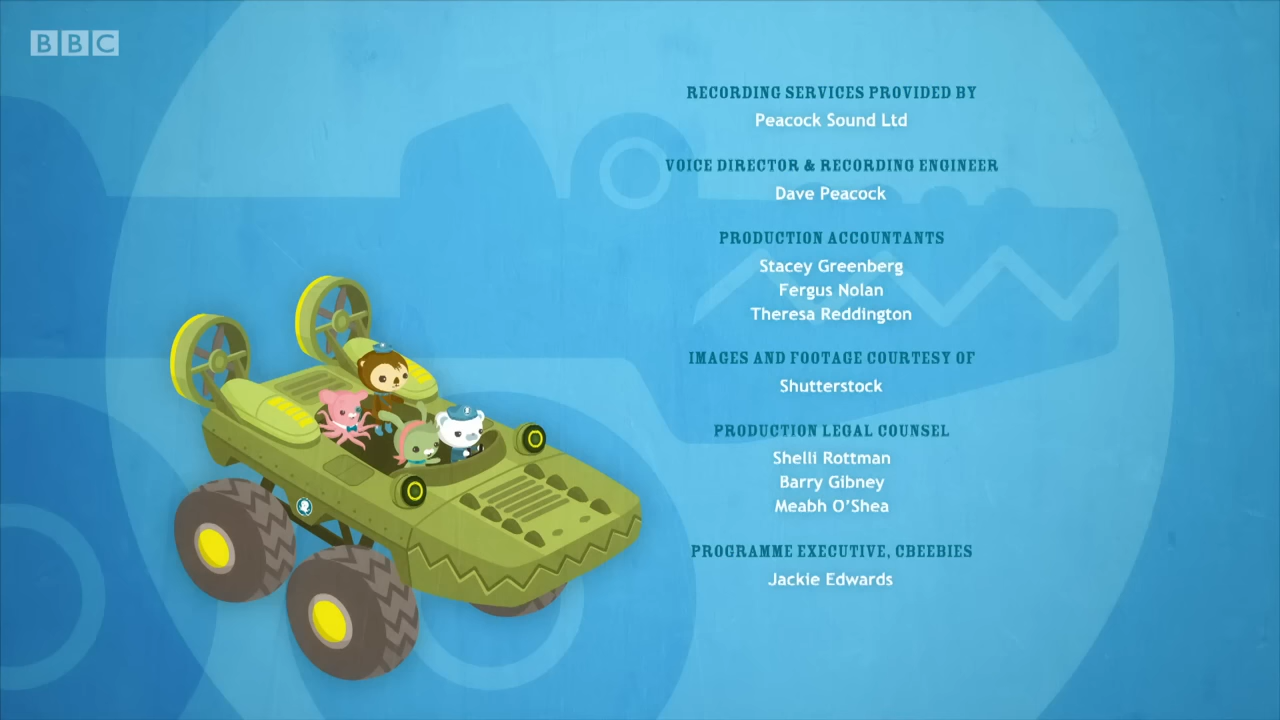 BBC
RECORDING SERVICES PROVIDED BY
Peacock Sound Ltd
VOICE DIRECTOR & RECORDING ENGINEER
Dave Peacock
PRODUCTION ACCOUNTANTS
Stacey Greenberg
Fergus Nolan
Theresa Reddington
IMAGES AND FOOTAGE COURTESY OF
Shutterstock
PRODUCTION LEGAL COUNSEL
Shelli Rottman
Barry Gibney
Meabh O'Shea
PROGRAMME EXECUTIVE, CBEEBIES
Jackie Edwards